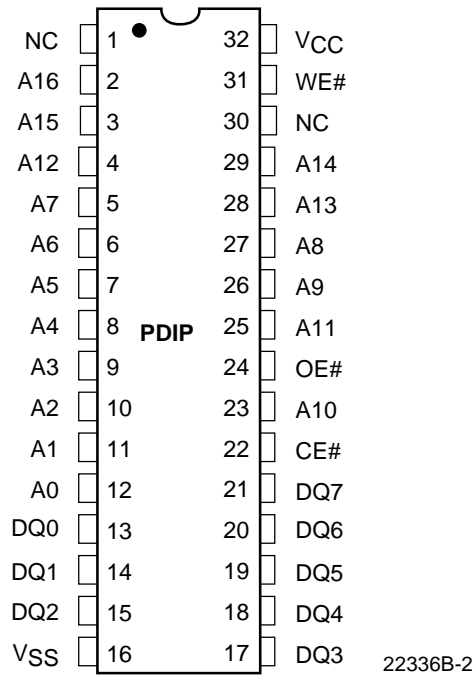 NC 1 32 VCC
A16 2 31 WE#
A15 3 30 NC
A12 4 29 A14
A7 5 28 A13
A6 6 27 A8
A5 7 26 A9
A4 8 PDIP 25 A11
A3 9 24 OE#
A2 10 23 A10
A1 11 22 CE#
A0 12 21 DQ7
DQ0 13 20 DQ6
DQ1 14 19 DQ5
DQ2 15 18 DQ4
VSS 16 17 DQ3
22336B-2